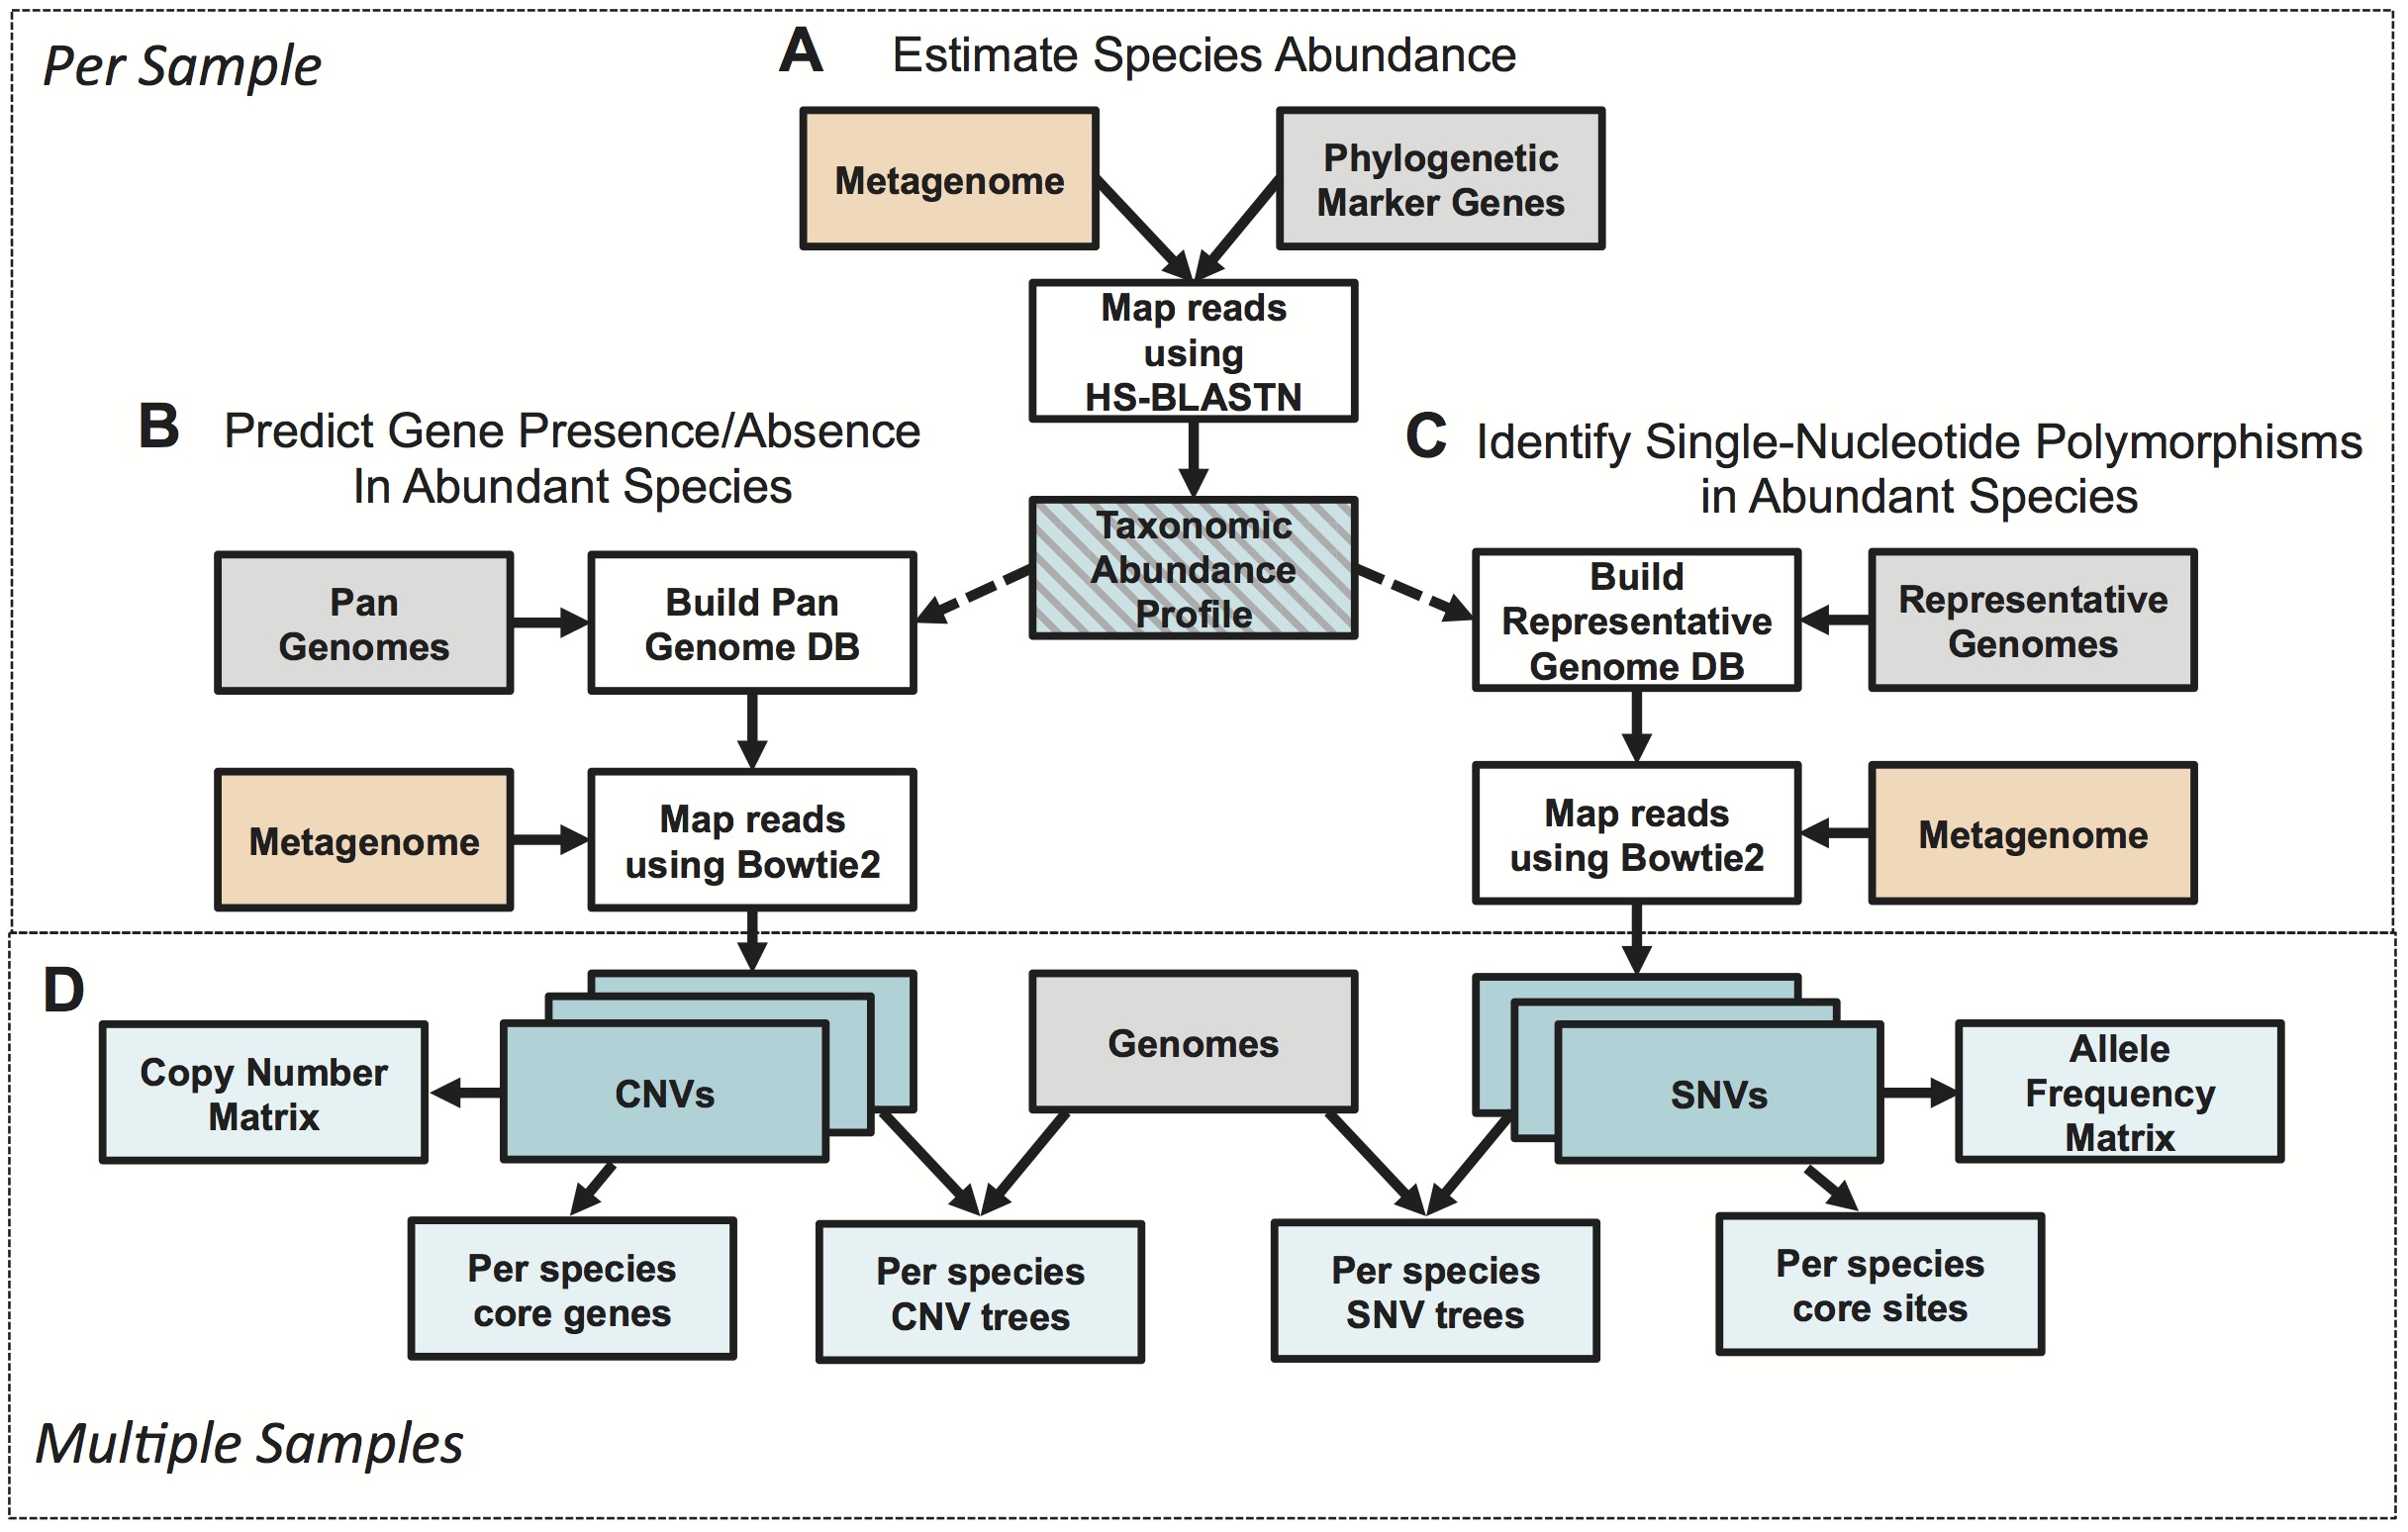 Per Sample
A Estimate Species Abundance
Metagenome
Phylogenetic
Marker Genes
Map reads
using
HS-BLASTN
B Predict Gene Presence/Absence
In Abundant Species
C Identify Single-Nucleotide Polymorphisms
in Abundant Species
Taxonomic
Abundance
Profile
Pan
Genomes
Build Pan
Genome DB
Build
Representative
Genome DB
Representative
Genomes
Metagenome
Map reads
using Bowtie2
Map reads
using Bowtie2
Metagenome
D
Copy Number
Matrix
CNVs
Genomes
SNVs
Allele
Frequency
Matrix
Per species
core genes
Per species
CNV trees
Per species
SNV trees
Per species
core sites
Multiple Samples